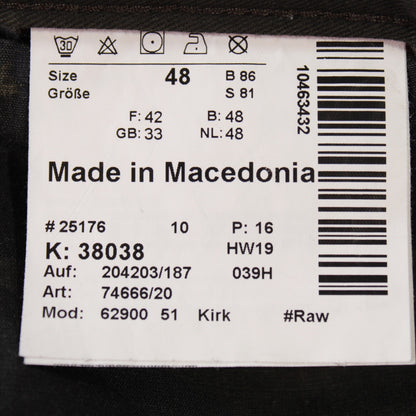 30
Size 48 B 86
Größe S 81
F: 42 B: 48
GB: 33 NL: 48
Made in Macedonia
# 25176 10 P: 16
K: 38038 HW19
Auf: 204203/187 039H
Art: 74666/20
Mod: 62900 51 Kirk #Raw
10463432